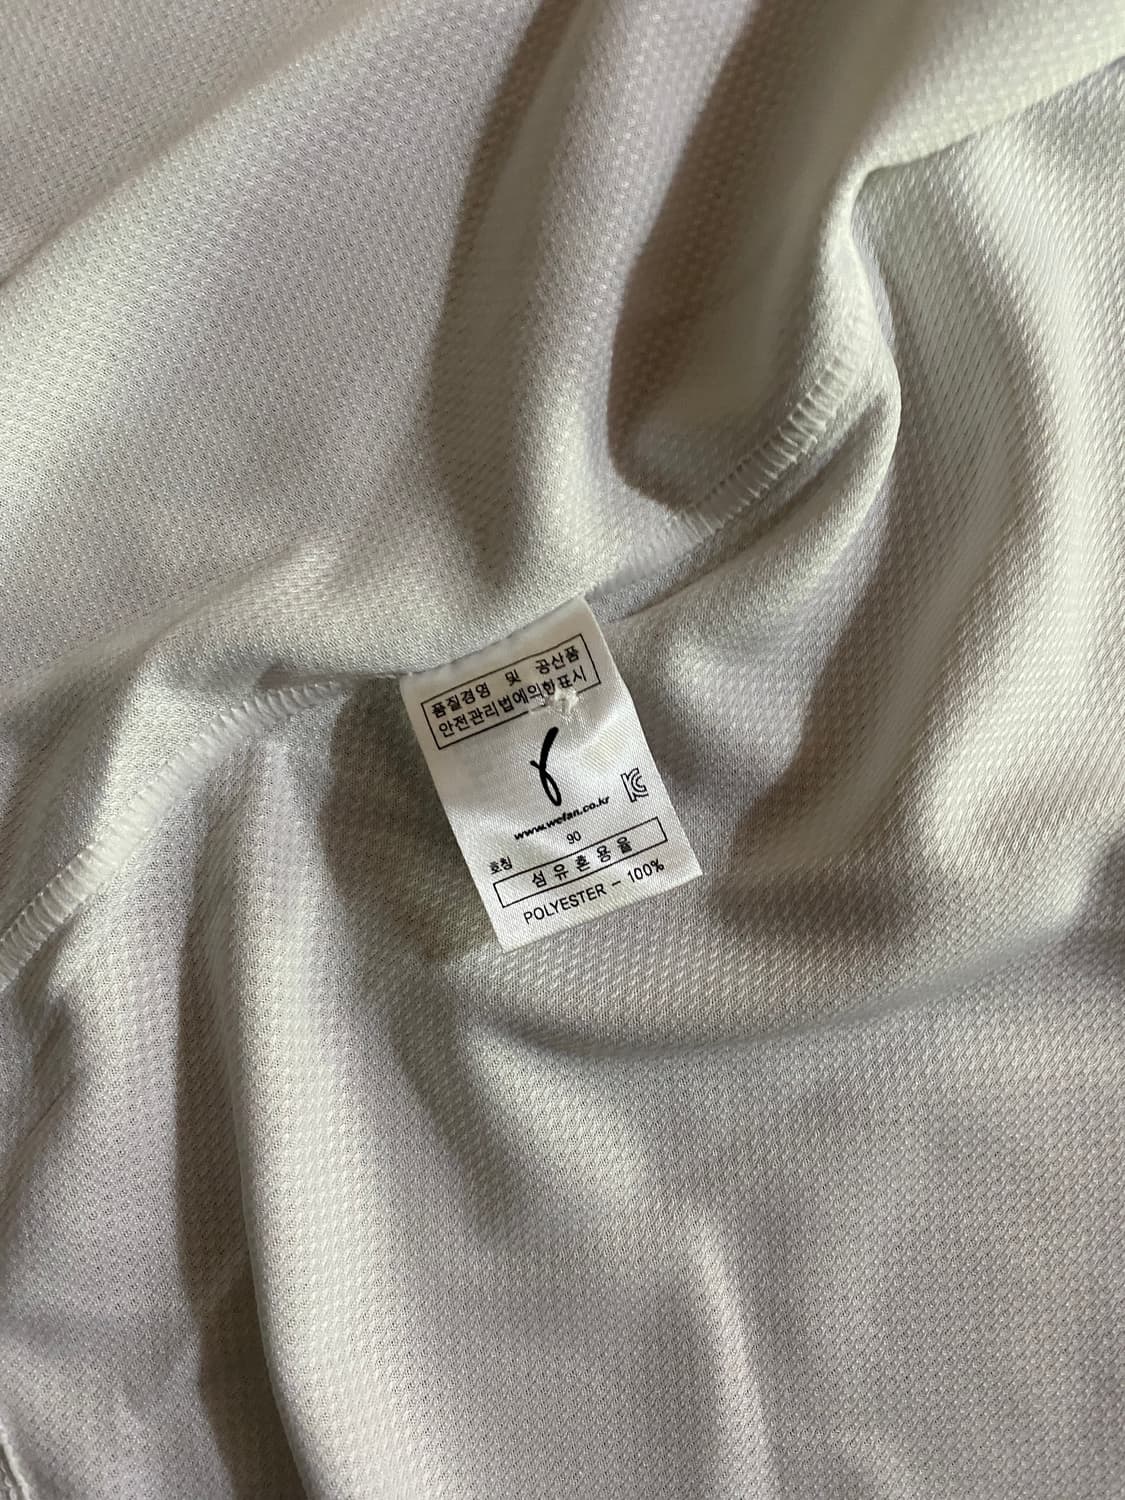 품질경영 및 공산품
안전관리법에의한표시
www.wefan.co.kr
호칭 90
섬유혼용율
POLYESTER - 100%